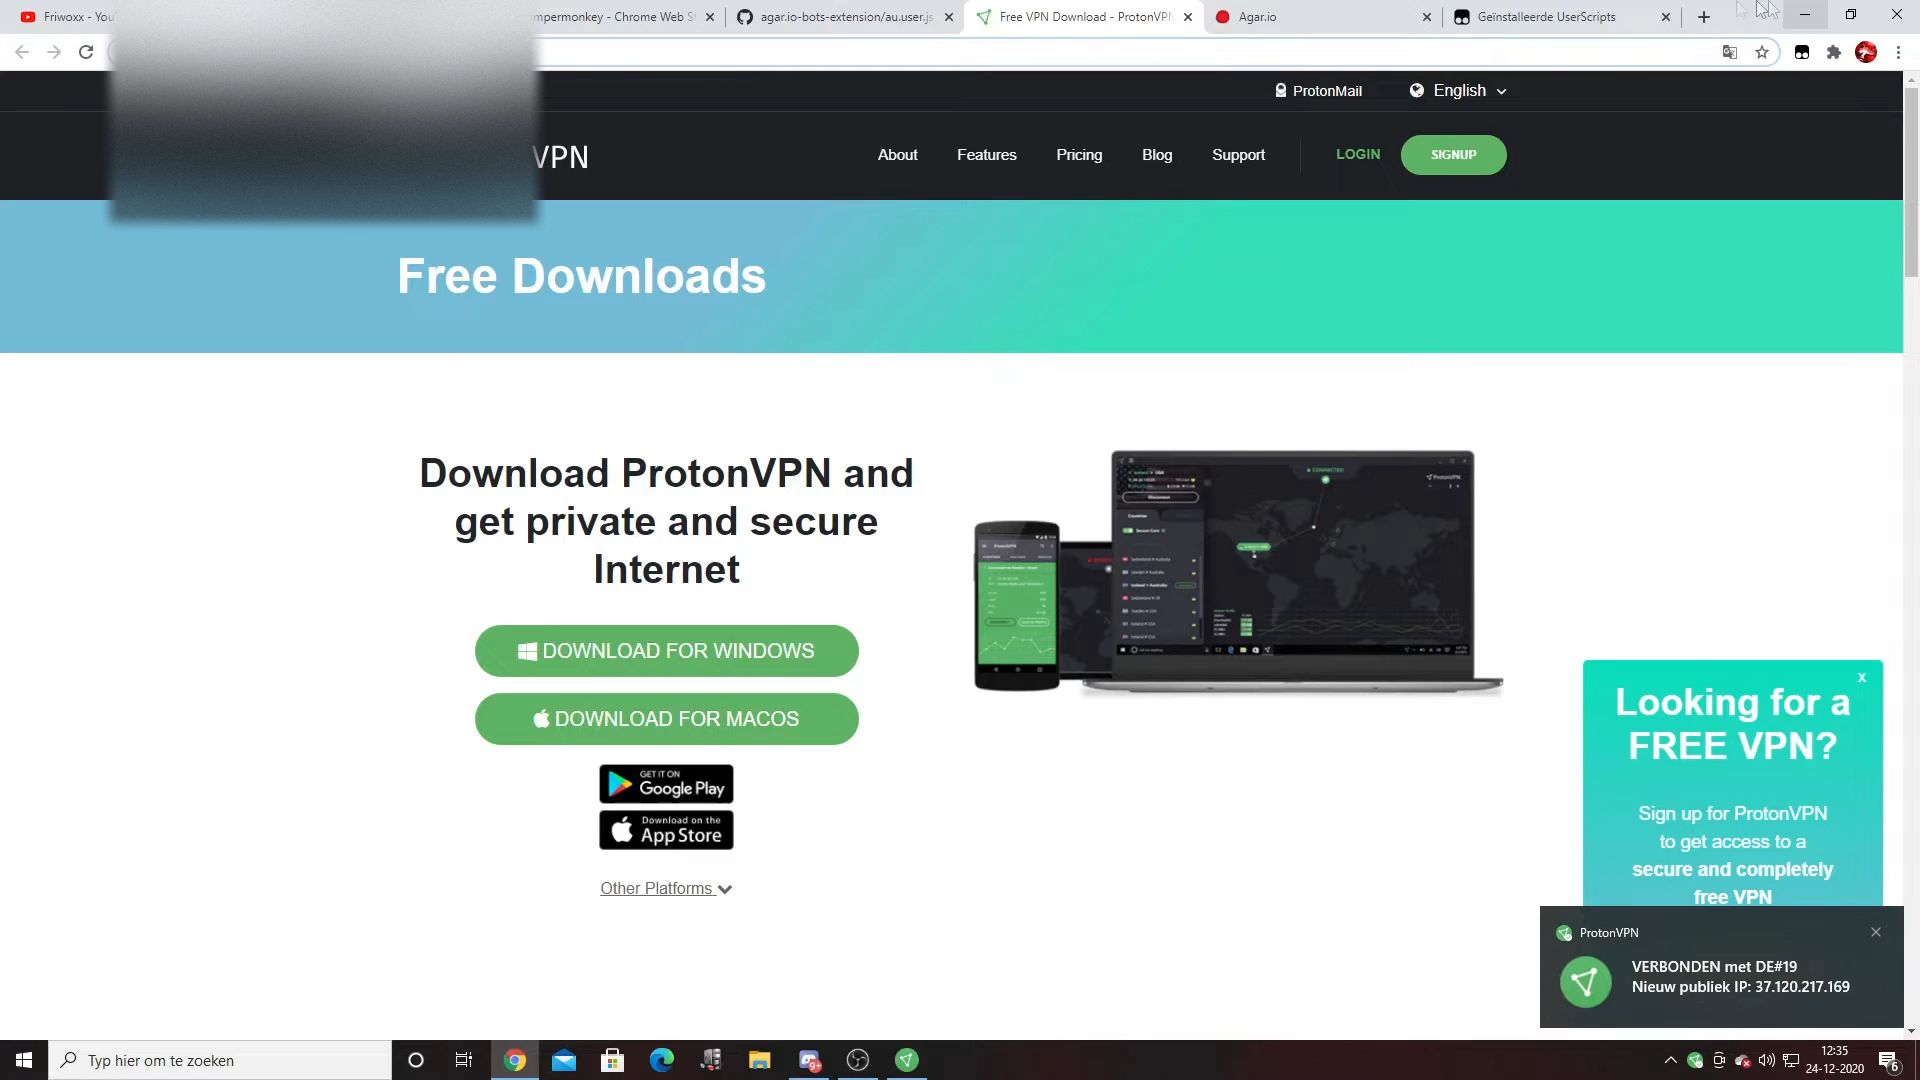 Friwoxx - You
mpermonkey - Chrome Web S
agar.io-bots-extension/au.user.js
Free VPN Download - ProtonVPN
Agar.io
Geïnstalleerde UserScripts
ProtonMail
English
VPN
About
Features
Pricing
Blog
Support
LOGIN
SIGNUP
Free Downloads
Download ProtonVPN and
get private and secure
Internet
DOWNLOAD FOR WINDOWS
DOWNLOAD FOR MACOS
GET IT ON
Google Play
Download on the
App Store
Other Platforms
x
Looking for a
FREE VPN?
Sign up for ProtonVPN
to get access to a
secure and completely
free VPN
ProtonVPN
VERBONDEN met DE#19
Nieuw publiek IP: 37.120.217.169
Typ hier om te zoeken
9+
12:35
24-12-2020
6